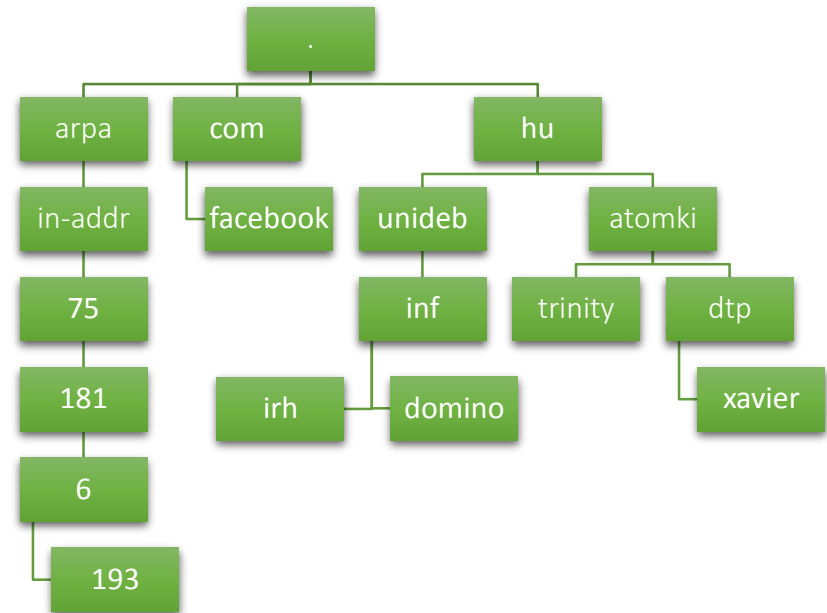 .
arpa
com
hu
in-addr
facebook
unideb
atomki
75
inf
trinity
dtp
181
irh
domino
xavier
6
193